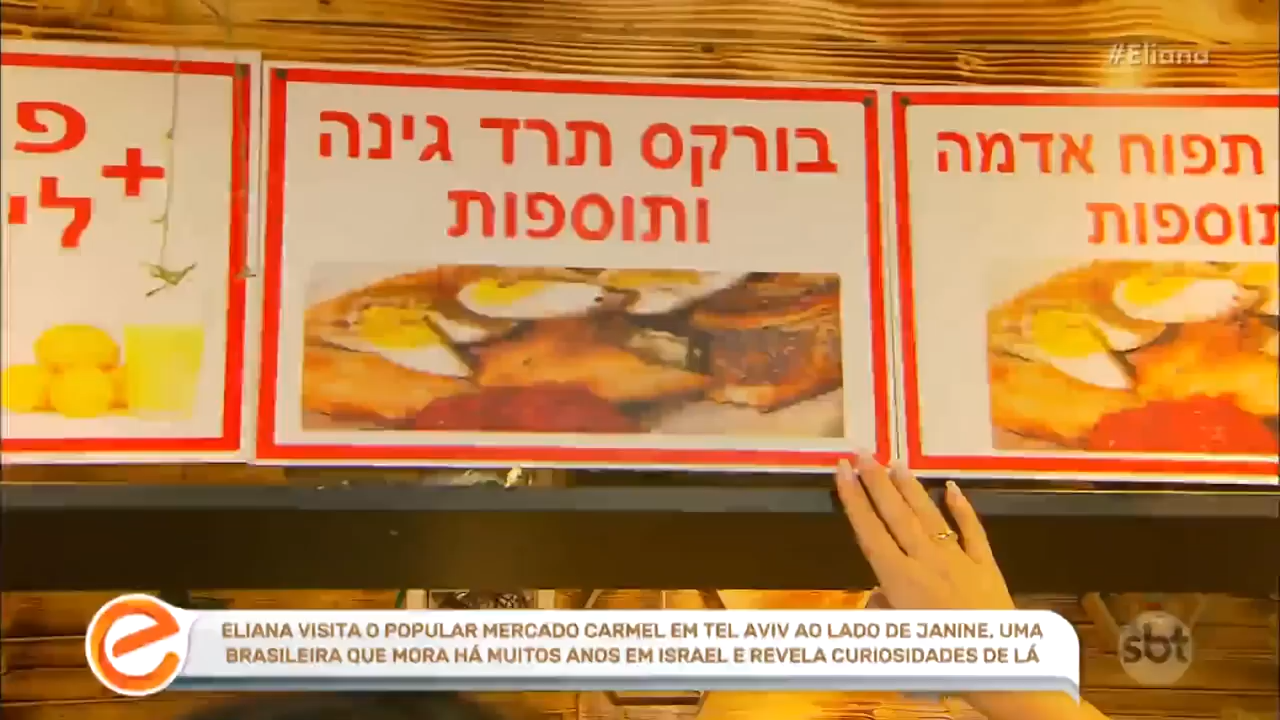 #Eliana
פ
+
לי
בורקס תרד גינה
ותוספות
תפוח אדמה
תוספות
ELIANA VISITA O POPULAR MERCADO CARMEL EM TEL AVIV AO LADO DE JANINE, UMA
BRASILEIRA QUE MORA HÁ MUITOS ANOS EM ISRAEL E REVELA CURIOSIDADES DE LÁ
e
sbt